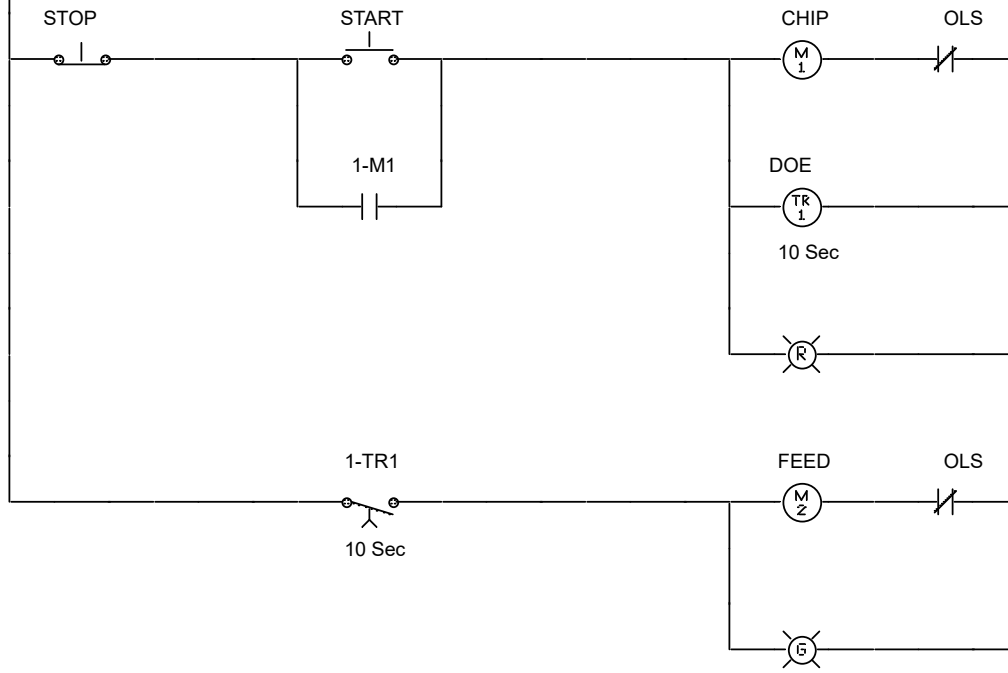 STOP START CHIP OLS
M
1
1-M1 DOE
TR
1
10 Sec
R
1-TR1 FEED OLS
M
2
10 Sec
G